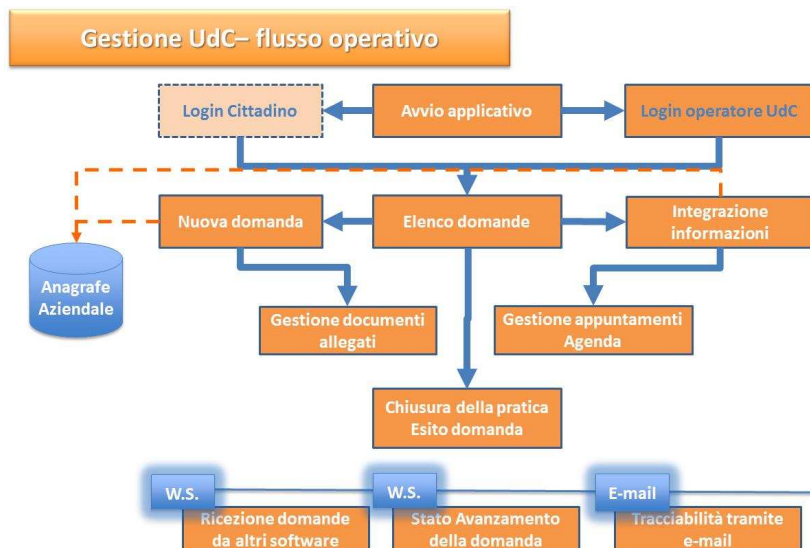 Gestione UdC– flusso operativo
Login Cittadino
Avvio applicativo
Login operatore UdC
Nuova domanda
Elenco domande
Integrazione
informazioni
Anagrafe
Aziendale
Gestione documenti
allegati
Gestione appuntamenti
Agenda
Chiusura della pratica
Esito domanda
W.S.
W.S.
E-mail
Ricezione domande
da altri software
Stato Avanzamento
della domanda
Tracciabilità tramite
e-mail